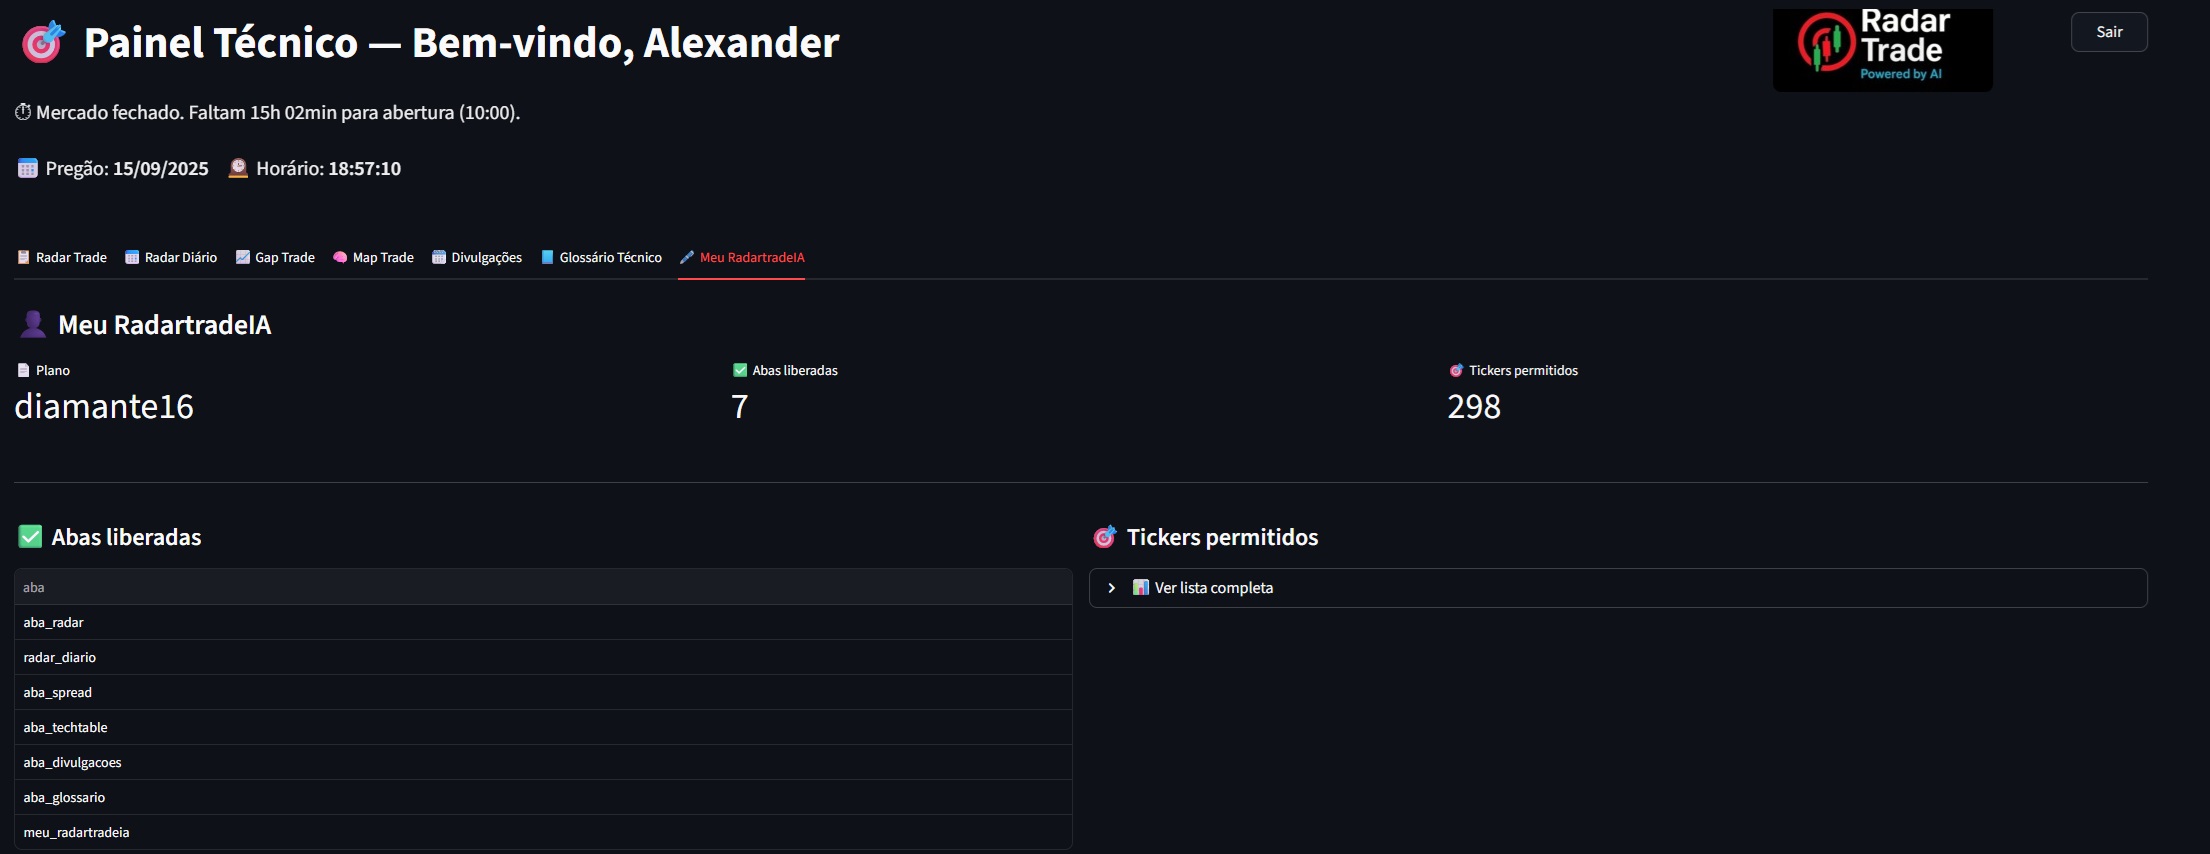 Painel Técnico — Bem-vindo, Alexander
Radar
Trade
Powered by AI
Sair
Mercado fechado. Faltam 15h 02min para abertura (10:00).
Pregão: 15/09/2025 Horário: 18:57:10
Radar Trade Radar Diário Gap Trade Map Trade Divulgações Glossário Técnico Meu RadartradeIA
Meu RadartradeIA
Plano
diamante16
Abas liberadas
7
Tickers permitidos
298
Abas liberadas
aba
aba_radar
radar_diario
aba_spread
aba_techtable
aba_divulgacoes
aba_glossario
meu_radartradeia
Tickers permitidos
Ver lista completa